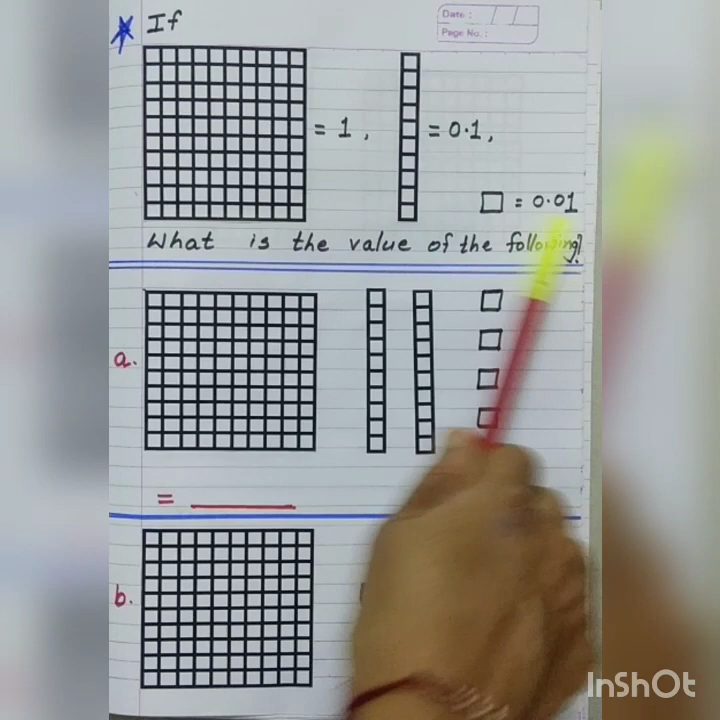 If
Date :
Page No. :
= 1 ,
= 0.1 ,
= 0.01
What is the value of the following?
a.
=
b.
InShOt